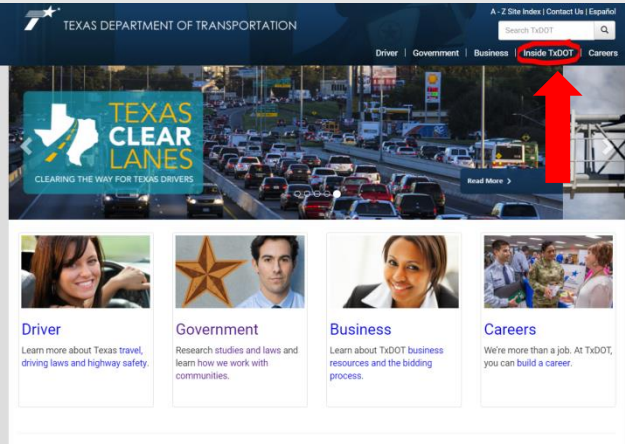 A - Z Site Index | Contact Us | Español
TEXAS DEPARTMENT OF TRANSPORTATION
Search TxDOT
Driver | Government | Business | Inside TxDOT | Careers
TEXAS
CLEAR
LANES
CLEARING THE WAY FOR TEXAS DRIVERS
Read More >
Driver
Learn more about Texas travel,
driving laws and highway safety.
Government
Research studies and laws and
learn how we work with
communities.
Business
Learn about TxDOT business
resources and the bidding
process.
Careers
We're more than a job. At TxDOT,
you can build a career.